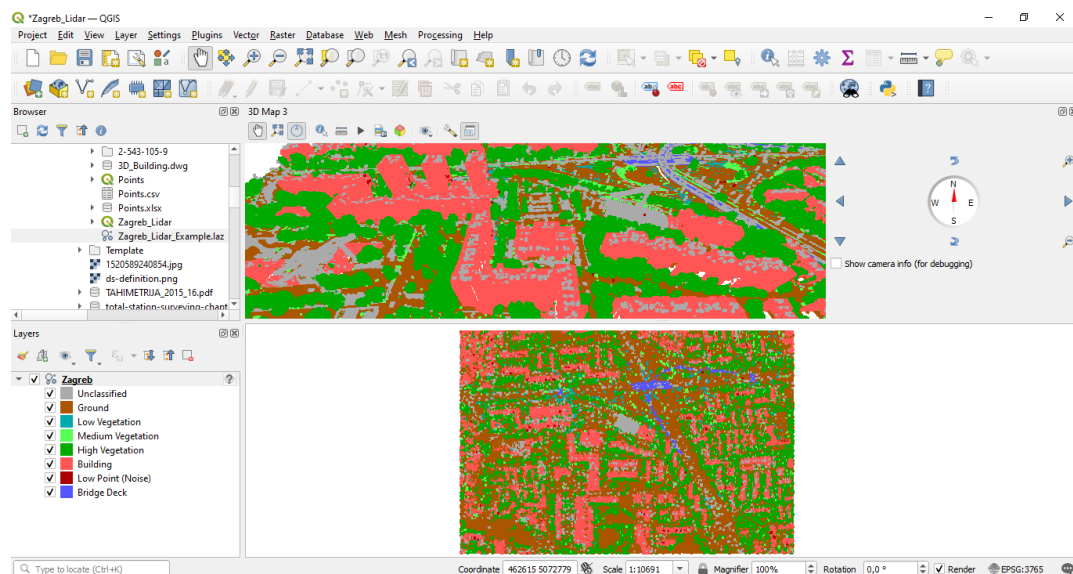 *Zagreb_Lidar — QGIS
Project Edit View Layer Settings Plugins Vector Raster Database Web Mesh Processing Help
Browser
2-543-105-9
3D_Building.dwg
Points
Points.csv
Points.xlsx
Zagreb_Lidar
Zagreb_Lidar_Example.laz
Template
1520589240854.jpg
ds-definition.png
TAHIMETRIJA_2015_16.pdf
total-station-surveying-chapt
Layers
Zagreb
Unclassified
Ground
Low Vegetation
Medium Vegetation
High Vegetation
Building
Low Point (Noise)
Bridge Deck
3D Map 3
N
W E
S
Show camera info (for debugging)
Type to locate (Ctrl+K)
Coordinate 462615 5072779 Scale 1:10691 Magnifier 100% Rotation 0,0 ° Render EPSG:3765